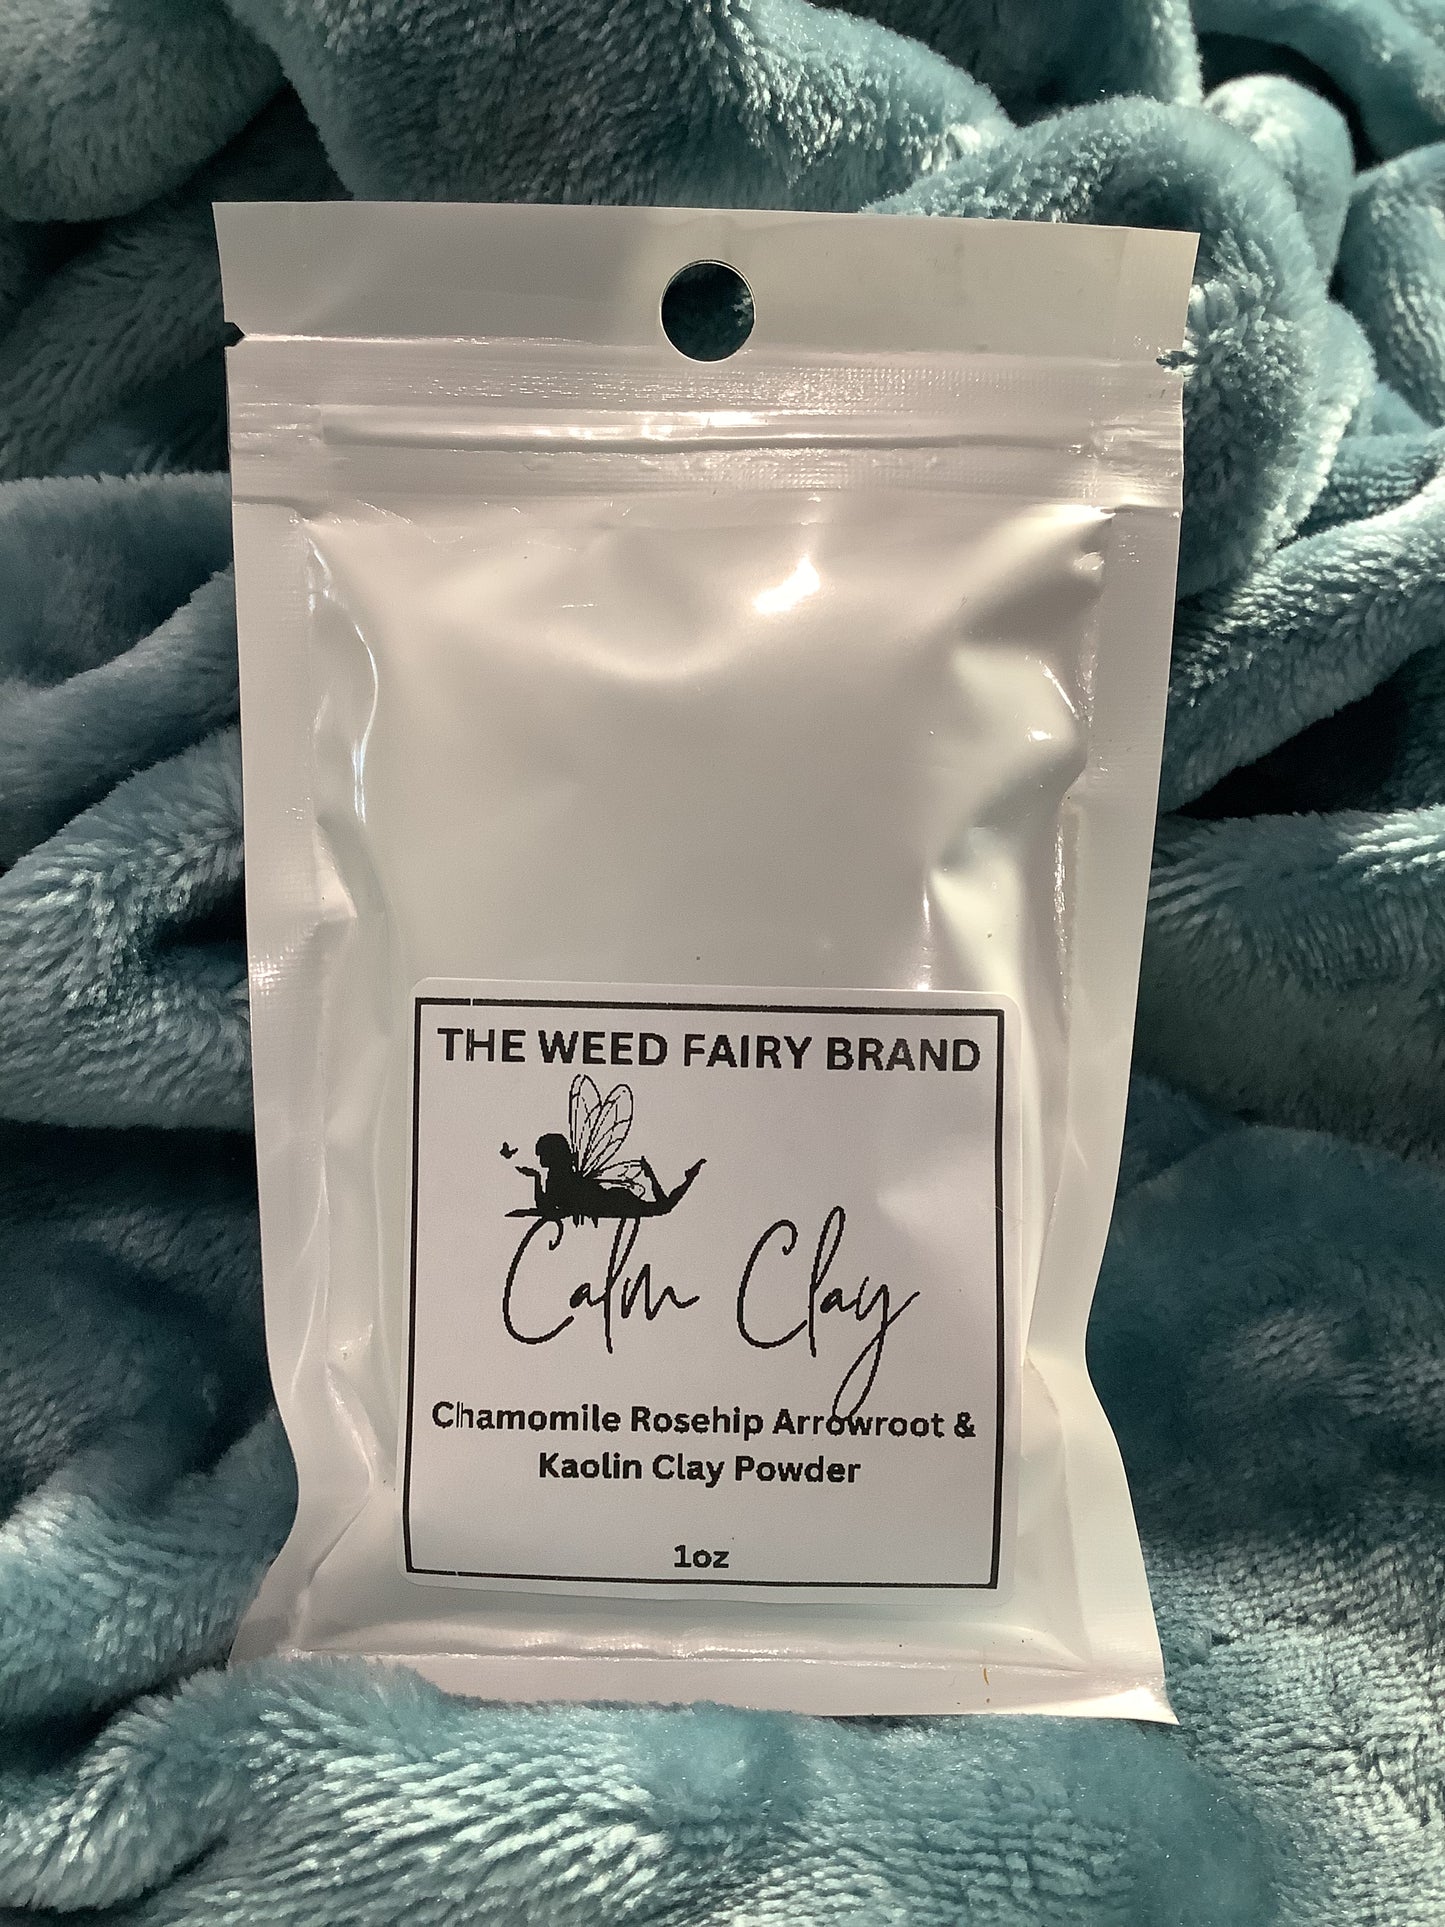 THE WEED FAIRY BRAND
Calm Clay
Chamomile Rosehip Arrowroot &
Kaolin Clay Powder
1oz